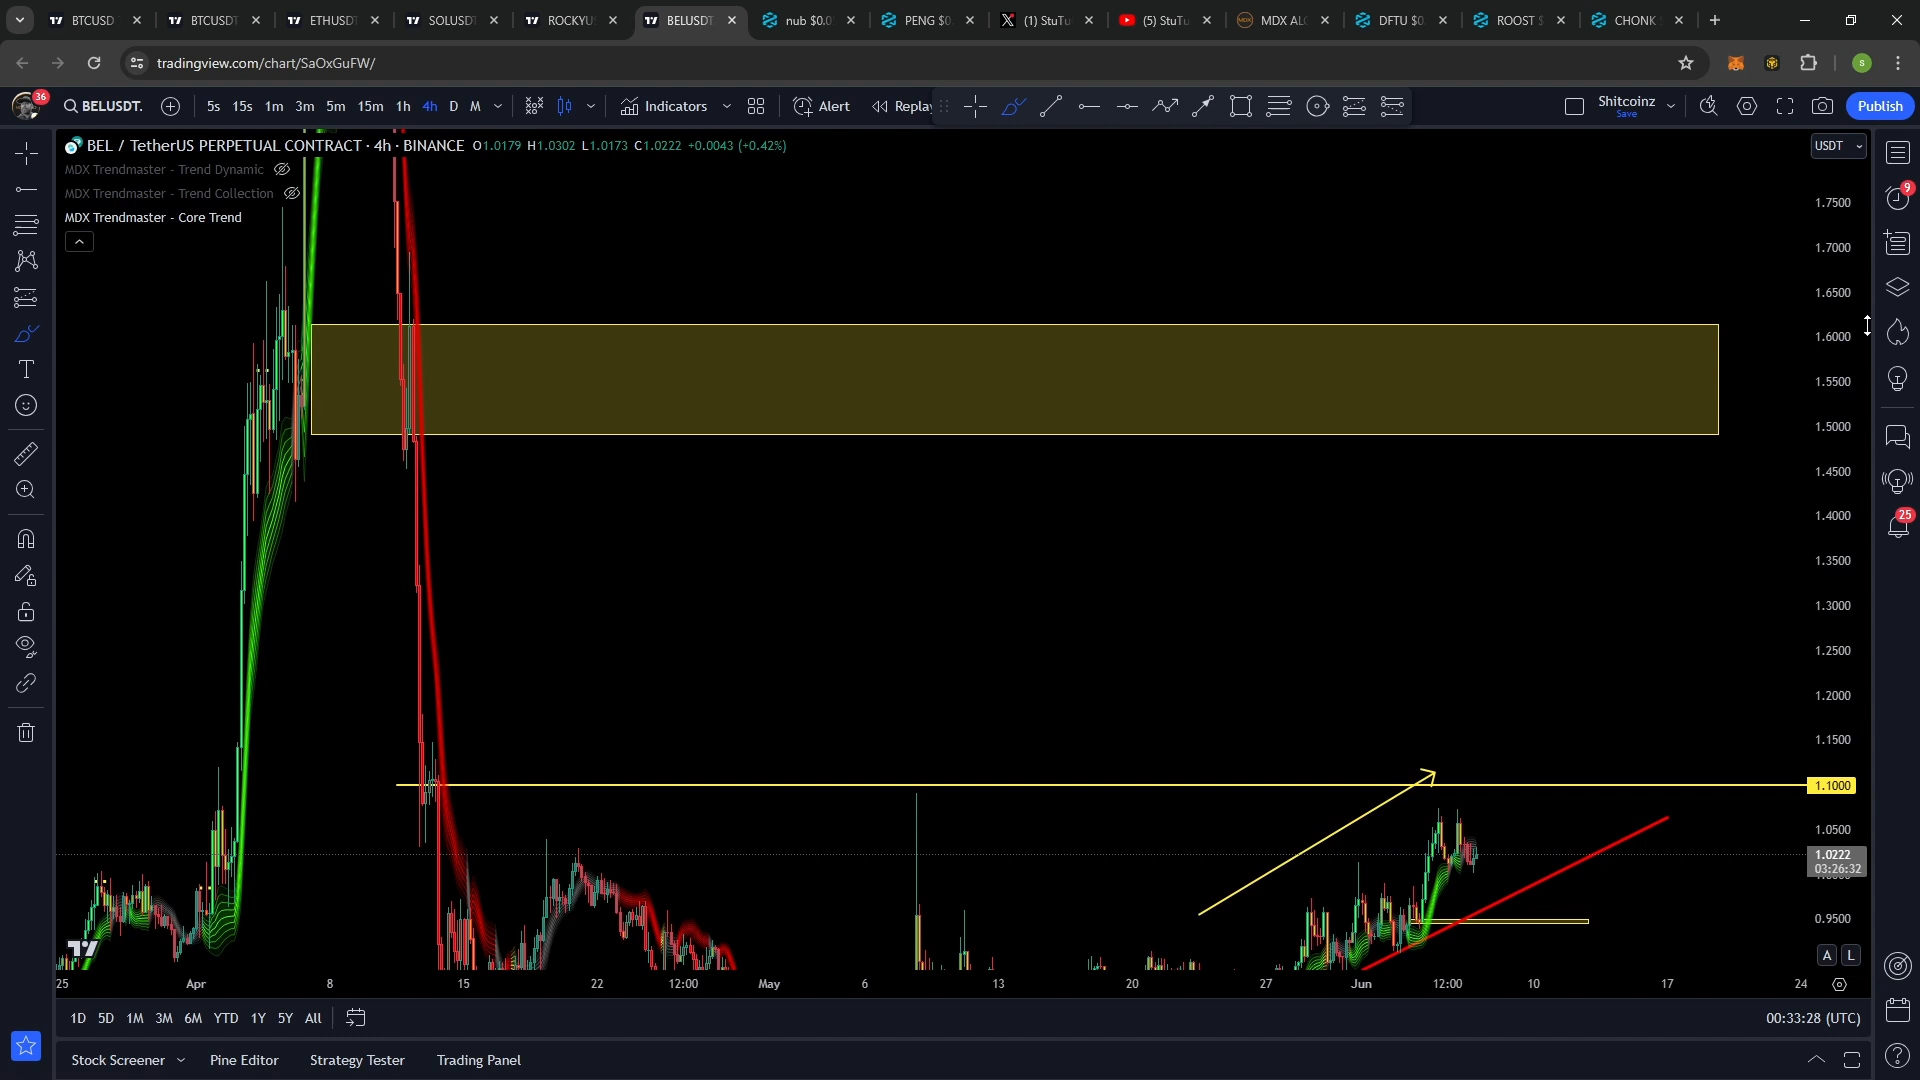 BTCUSD
BTCUSDT
ETHUSDT
SOLUSDT
ROCKYU
BELUSDT
nub $0.0
PENG $0
(1) StuTu
(5) StuTu
MDX ALG
DFTU $0.
ROOST $
CHONK
tradingview.com/chart/SaOxGuFW/
S
36
BELUSDT.
5s 15s 1m 3m 5m 15m 1h 4h D M
Indicators
Alert
Replay
Shitcoinz
Save
Publish
BEL / TetherUS PERPETUAL CONTRACT · 4h · BINANCE O1.0179 H1.0302 L1.0173 C1.0222 +0.0043 (+0.42%)
USDT
MDX Trendmaster - Trend Dynamic
MDX Trendmaster - Trend Collection
MDX Trendmaster - Core Trend
9
25
1.7500
1.7000
1.6500
1.6000
1.5500
1.5000
1.4500
1.4000
1.3500
1.3000
1.2500
1.2000
1.1500
1.1000
1.0500
1.0222
03:26:32
0.9500
A L
25 Apr 8 15 22 12:00 May 6 13 20 27 Jun 12:00 10 17 24
1D 5D 1M 3M 6M YTD 1Y 5Y All
00:33:28 (UTC)
Stock Screener Pine Editor Strategy Tester Trading Panel